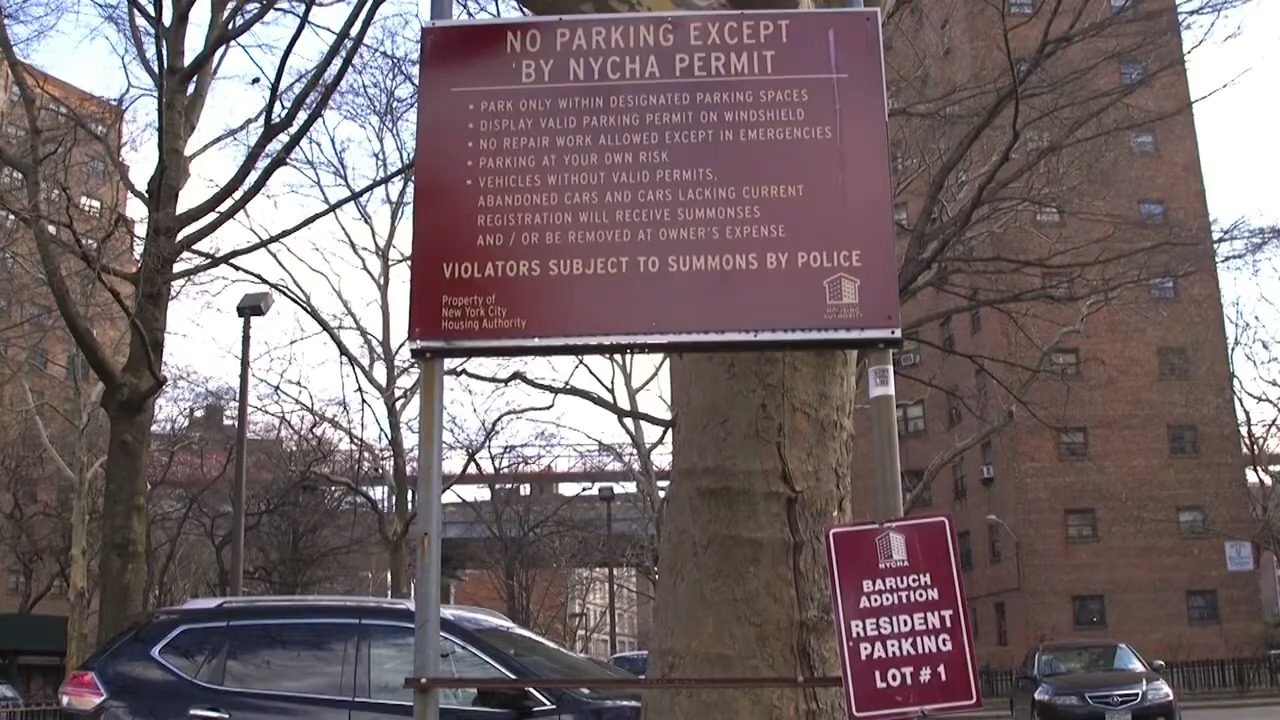 NO PARKING EXCEPT
BY NYCHA PERMIT
• PARK ONLY WITHIN DESIGNATED PARKING SPACES
• DISPLAY VALID PARKING PERMIT ON WINDSHIELD
• NO REPAIR WORK ALLOWED EXCEPT IN EMERGENCIES
• PARKING AT YOUR OWN RISK
• VEHICLES WITHOUT VALID PERMITS,
ABANDONED CARS AND CARS LACKING CURRENT
REGISTRATION WILL RECEIVE SUMMONSES
AND / OR BE REMOVED AT OWNER'S EXPENSE
VIOLATORS SUBJECT TO SUMMONS BY POLICE
Property of
New York City
Housing Authority
HOUSING
AUTHORITY
NYCHA
BARUCH
ADDITION
RESIDENT
PARKING
LOT # 1